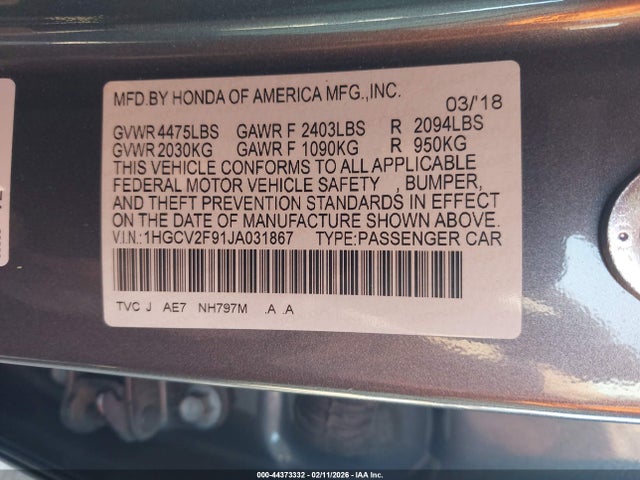 MFD.BY HONDA OF AMERICA MFG.,INC. 03/'18
GVWR 4475LBS GAWR F 2403LBS R 2094LBS
GVWR 2030KG GAWR F 1090KG R 950KG
THIS VEHICLE CONFORMS TO ALL APPLICABLE
FEDERAL MOTOR VEHICLE SAFETY , BUMPER,
AND THEFT PREVENTION STANDARDS IN EFFECT
ON THE DATE OF MANUFACTURE SHOWN ABOVE.
V.I.N.:1HGCV2F91JA031867 TYPE:PASSENGER CAR
TVC J AE7 NH797M .A .A
000-44373332 - 02/11/2026 - IAA Inc.